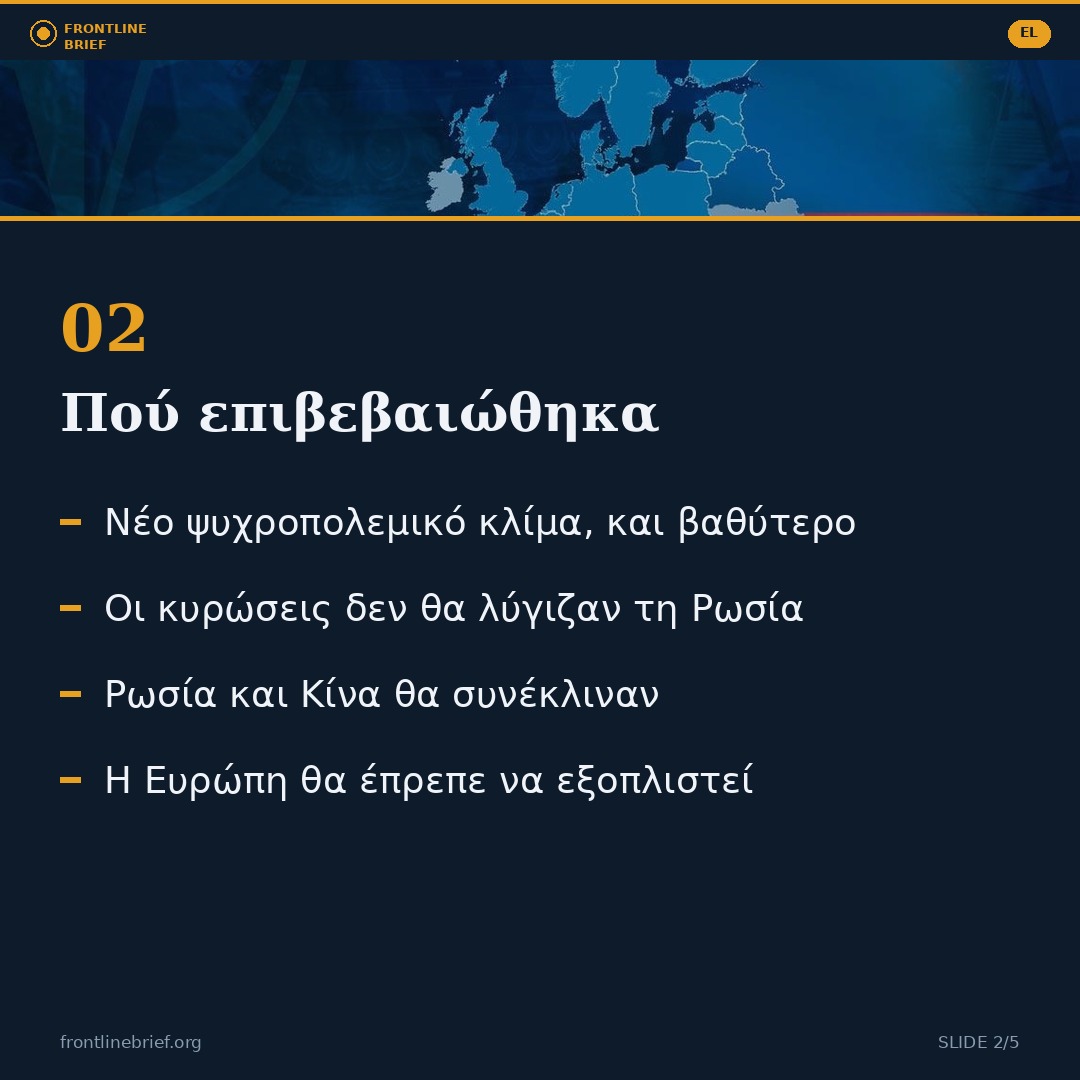 FRONTLINE
BRIEF
EL
02
Πού επιβεβαιώθηκα
Νέο ψυχροπολεμικό κλίμα, και βαθύτερο
Οι κυρώσεις δεν θα λύγιζαν τη Ρωσία
Ρωσία και Κίνα θα συνέκλιναν
Η Ευρώπη θα έπρεπε να εξοπλιστεί
frontlinebrief.org
SLIDE 2/5